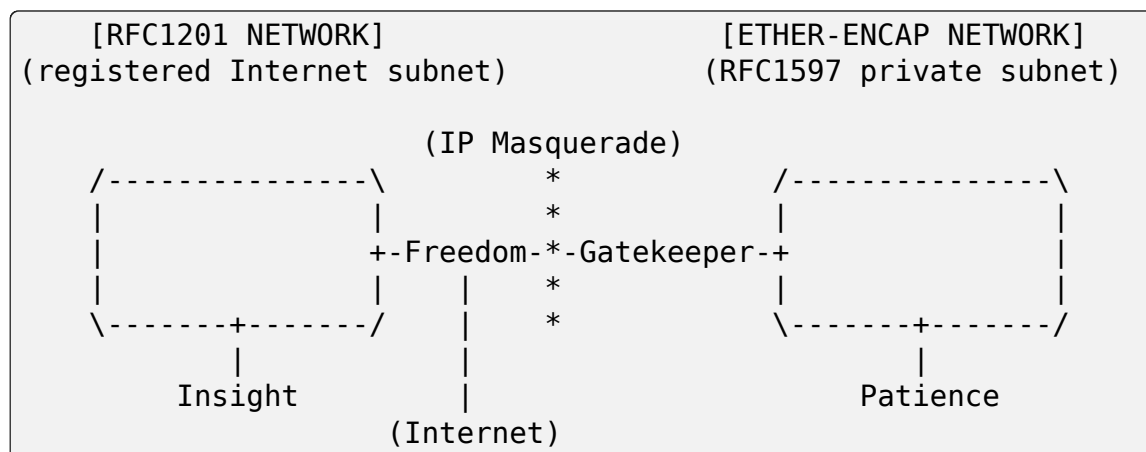 [RFC1201 NETWORK] [ETHER-ENCAP NETWORK]
(registered Internet subnet) (RFC1597 private subnet)
(IP Masquerade)
/---------------\ * /---------------\
| | * | |
| +-Freedom-*-Gatekeeper-+ |
| | | * | |
\-------+-------/ | * \-------+-------/
| | |
Insight | Patience
(Internet)